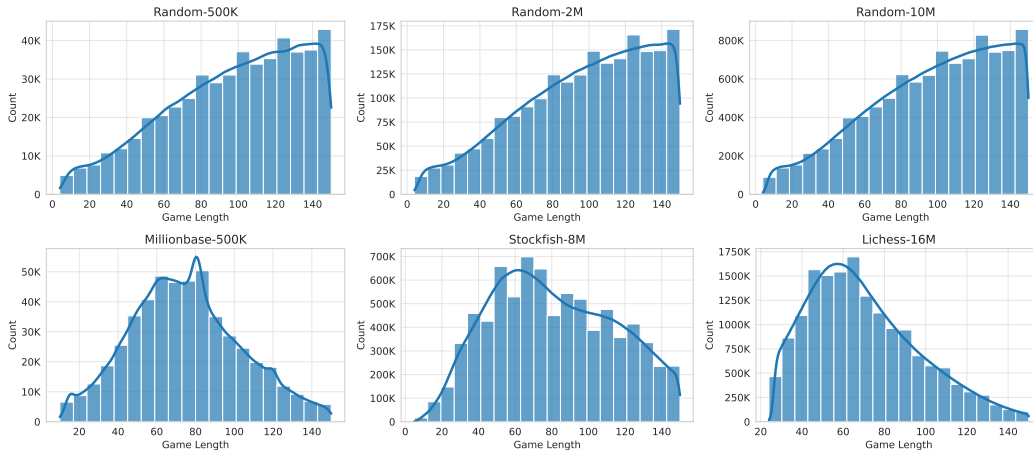 Random-500K
Count
40K
30K
20K
10K
0
0 20 40 60 80 100 120 140
Game Length
Random-2M
Count
175K
150K
125K
100K
75K
50K
25K
0
0 20 40 60 80 100 120 140
Game Length
Random-10M
Count
800K
600K
400K
200K
0
0 20 40 60 80 100 120 140
Game Length
Millionbase-500K
Count
50K
40K
30K
20K
10K
0
20 40 60 80 100 120 140
Game Length
Stockfish-8M
Count
700K
600K
500K
400K
300K
200K
100K
0
0 20 40 60 80 100 120 140
Game Length
Lichess-16M
Count
1750K
1500K
1250K
1000K
750K
500K
250K
0
20 40 60 80 100 120 140
Game Length